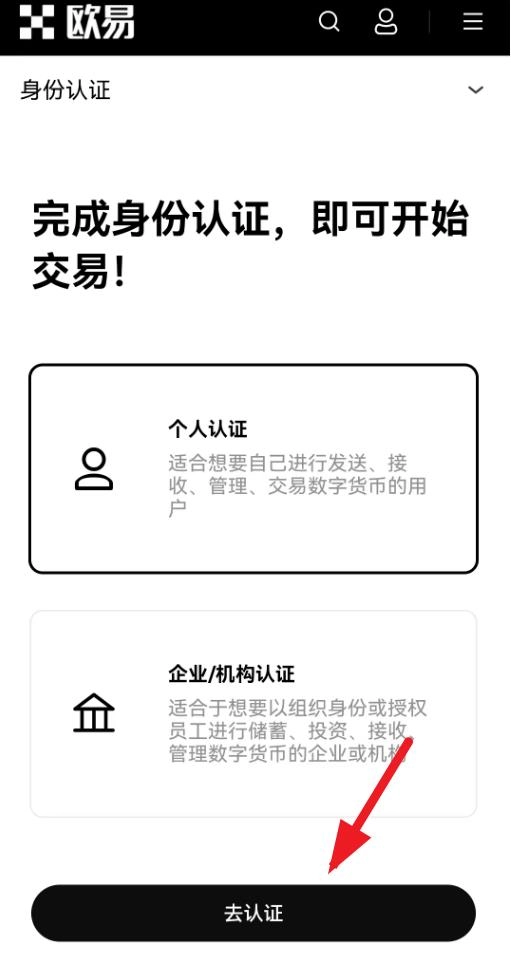 欧易
身份认证
完成身份认证，即可开始
交易！
个人认证
适合想要自己进行发送、接
收、管理、交易数字货币的用
户
企业/机构认证
适合于想要以组织身份或授权
员工进行储蓄、投资、接收、
管理数字货币的企业或机构
去认证